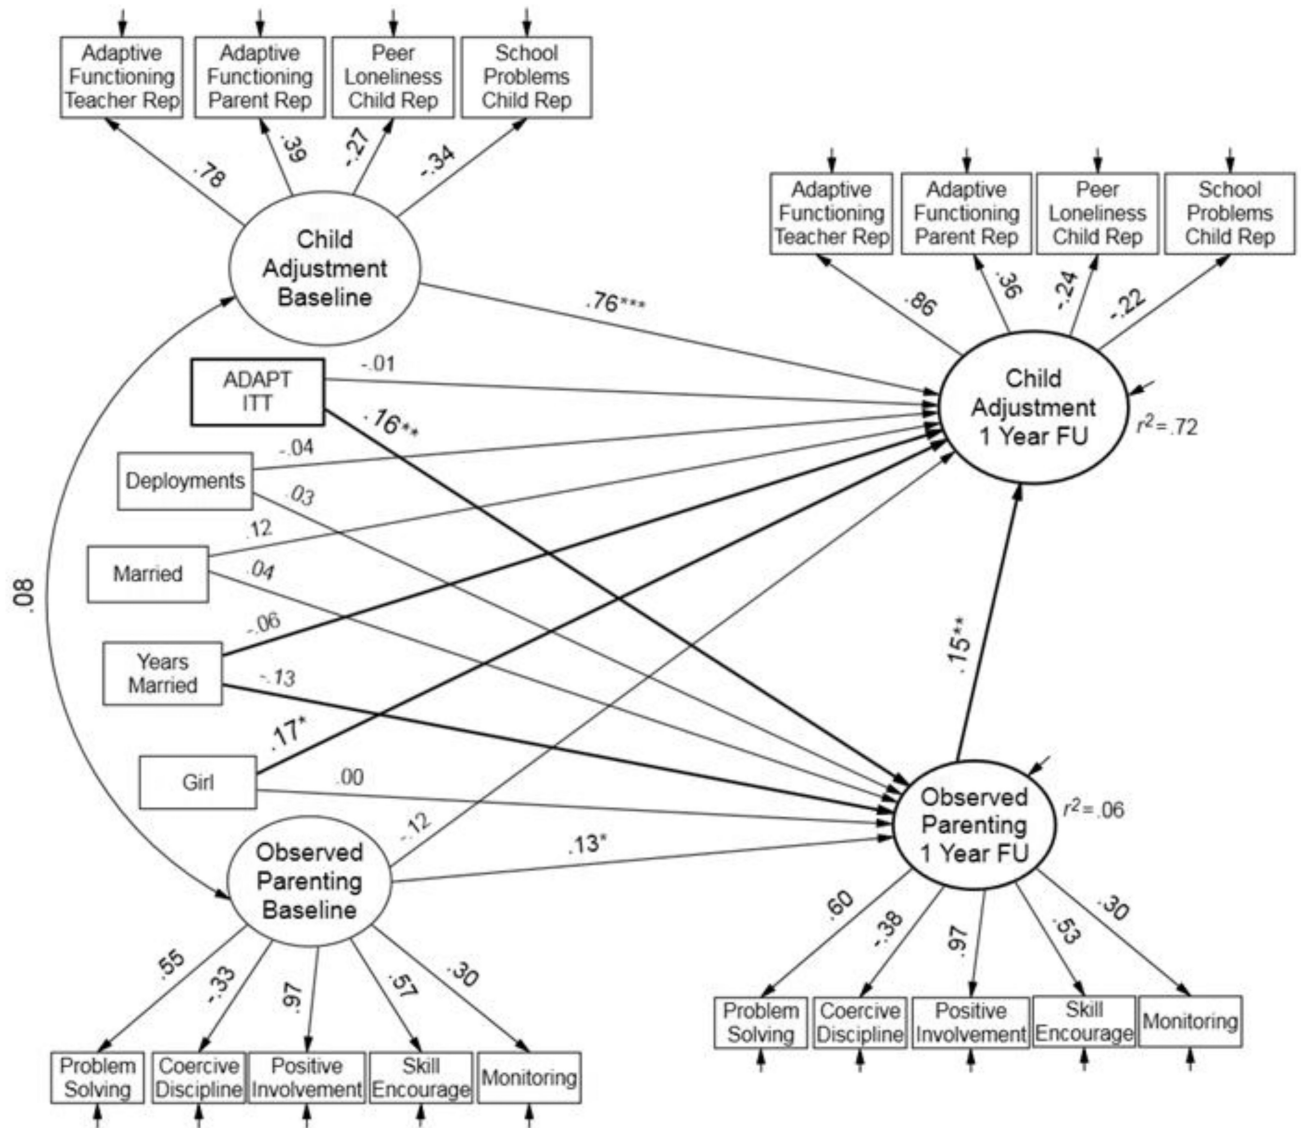 Adaptive
Functioning
Teacher Rep
Adaptive
Functioning
Parent Rep
Peer
Loneliness
Child Rep
School
Problems
Child Rep
.78
.39
-.27
-.34
Child
Adjustment
Baseline
Adaptive
Functioning
Teacher Rep
Adaptive
Functioning
Parent Rep
Peer
Loneliness
Child Rep
School
Problems
Child Rep
.86
.36
-.24
-.22
Child
Adjustment
1 Year FU
r²=.72
.76***
ADAPT
ITT
-.01
.16**
Deployments
-.04
.03
Married
.12
.04
Years
Married
-.06
-.13
Girl
.17*
.00
.08
.15**
Observed
Parenting
Baseline
-.12
.13*
Observed
Parenting
1 Year FU
r²=.06
.55
-.33
.97
.57
.30
Problem
Solving
Coercive
Discipline
Positive
Involvement
Skill
Encourage
Monitoring
.60
-.38
.97
.53
.30
Problem
Solving
Coercive
Discipline
Positive
Involvement
Skill
Encourage
Monitoring